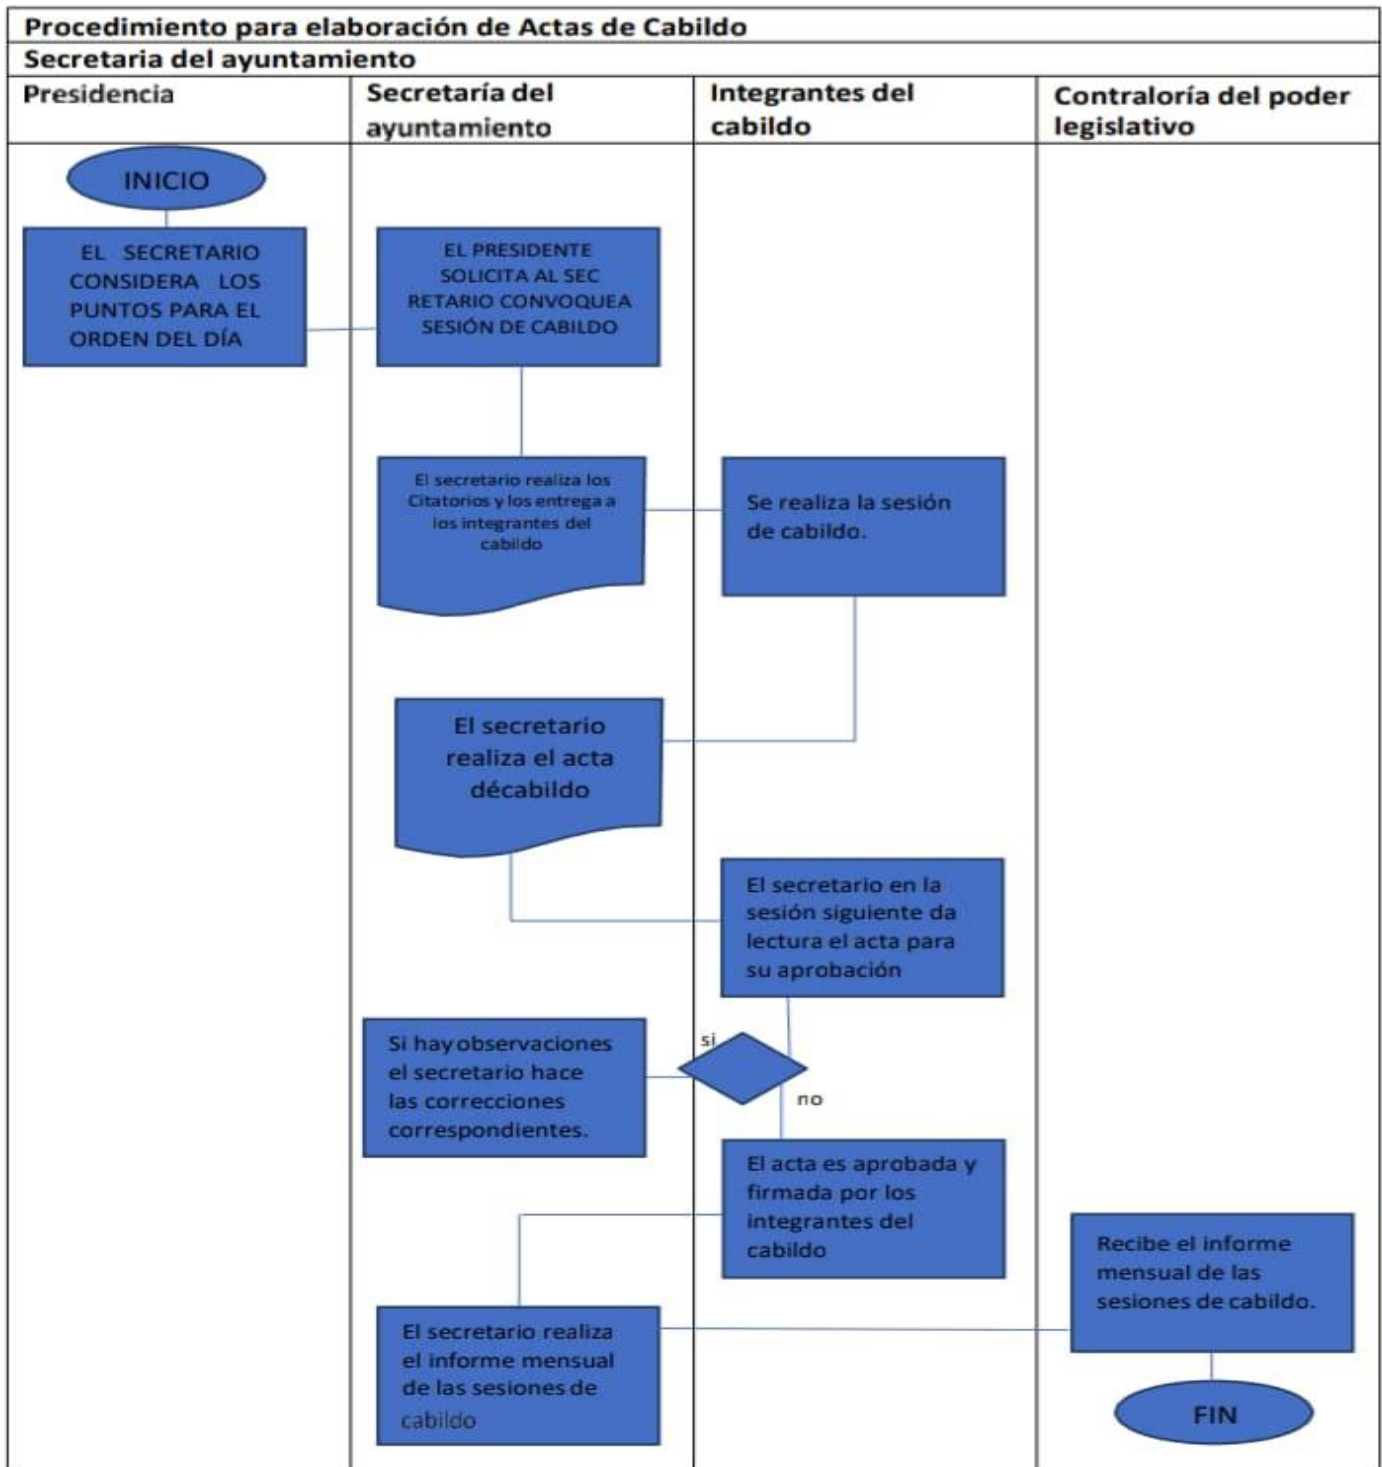 Procedimiento para elaboración de Actas de Cabildo
Secretaria del ayuntamiento
Presidencia
Secretaría del
ayuntamiento
Integrantes del
cabildo
Contraloría del poder
legislativo
INICIO
EL SECRETARIO
CONSIDERA LOS
PUNTOS PARA EL
ORDEN DEL DÍA
EL PRESIDENTE
SOLICITA AL SEC
RETARIO CONVOQUEA
SESIÓN DE CABILDO
El secretario realiza los
Citatorios y los entrega a
los integrantes del
cabildo
Se realiza la sesión
de cabildo.
El secretario
realiza el acta
décabildo
El secretario en la
sesión siguiente da
lectura el acta para
su aprobación
Si hay observaciones
el secretario hace
las correcciones
correspondientes.
si
no
El acta es aprobada y
firmada por los
integrantes del
cabildo
El secretario realiza
el informe mensual
de las sesiones de
cabildo
Recibe el informe
mensual de las
sesiones de cabildo.
FIN